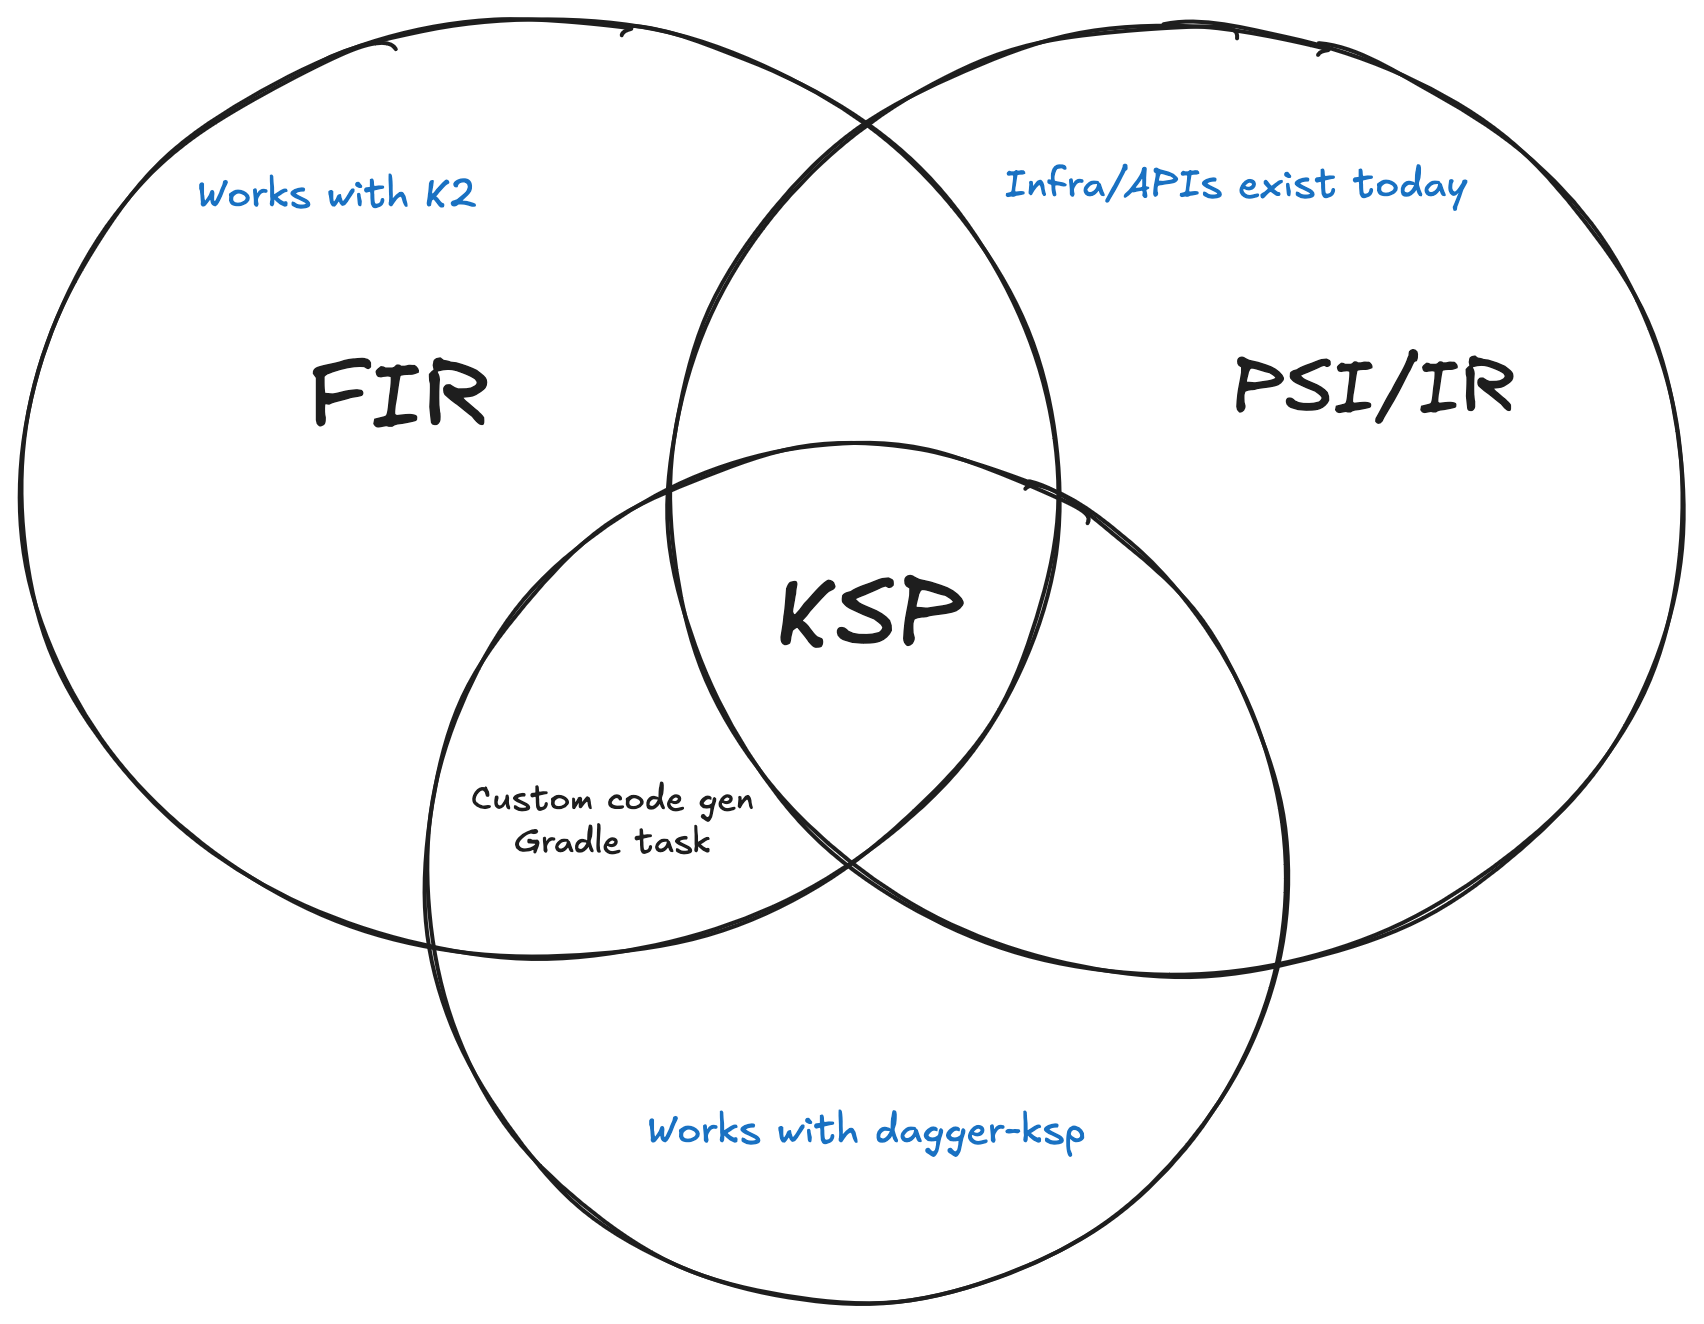 Works with K2
Infra/APIs exist today
FIR
PSI/IR
KSP
Custom code gen
Gradle task
Works with dagger-ksp